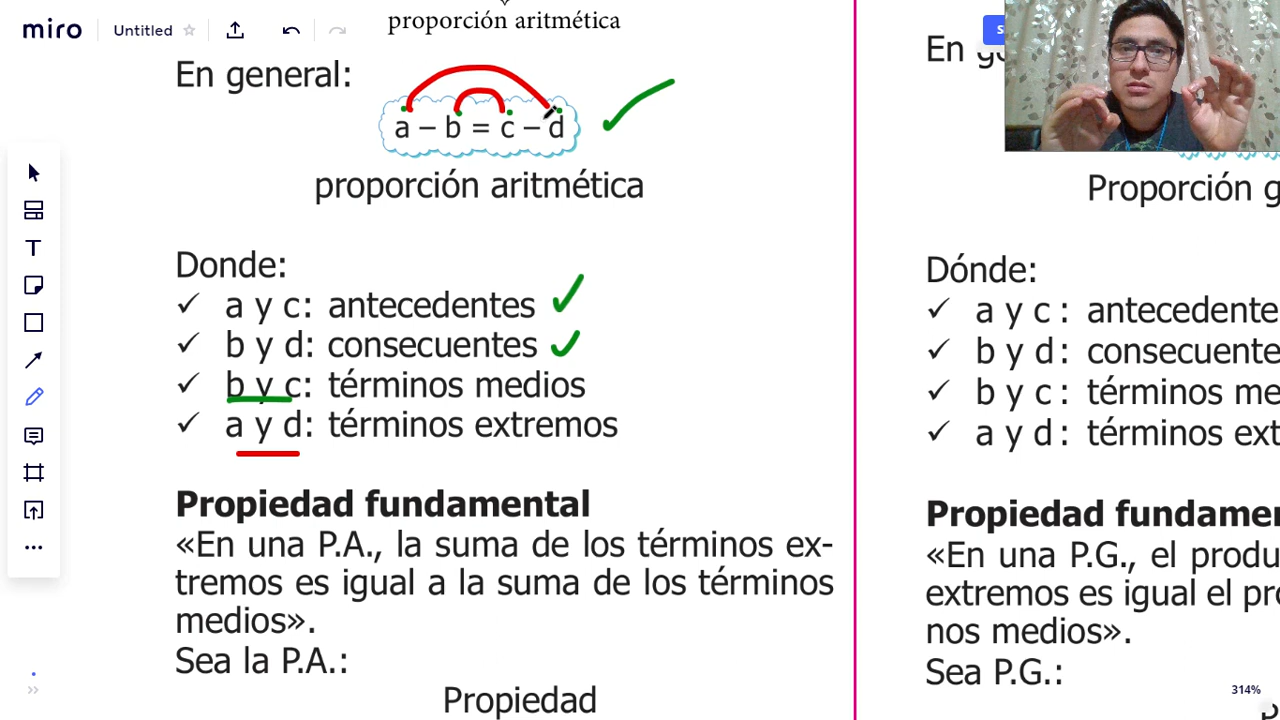 miro
Untitled
proporción aritmética
En general:
a – b = c – d
proporción aritmética
Donde:
✓ a y c: antecedentes
✓ b y d: consecuentes
✓ b y c: términos medios
✓ a y d: términos extremos
Propiedad fundamental
«En una P.A., la suma de los términos ex-
tremos es igual a la suma de los términos
medios».
Sea la P.A.:
Propiedad
En
Proporción g
Dónde:
✓ a y c : antecedente
✓ b y d : consecuente
✓ b y c : términos me
✓ a y d : términos ext
Propiedad fundamen
«En una P.G., el produ
extremos es igual el pro
nos medios».
Sea P.G.:
314%